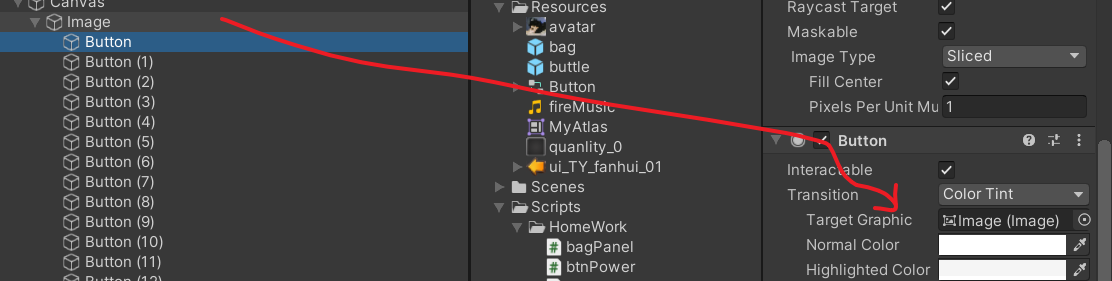 Canvas
Image
Button
Button (1)
Button (2)
Button (3)
Button (4)
Button (5)
Button (6)
Button (7)
Button (8)
Button (9)
Button (10)
Button (11)
Resources
avatar
bag
buttle
Button
fireMusic
MyAtlas
quanlity_0
ui_TY_fanhui_01
Scenes
Scripts
HomeWork
bagPanel
btnPower
Raycast Target
Maskable
Image Type Sliced
Fill Center
Pixels Per Unit Mu 1
Button
Interactable
Transition Color Tint
Target Graphic Image (Image)
Normal Color
Highlighted Color